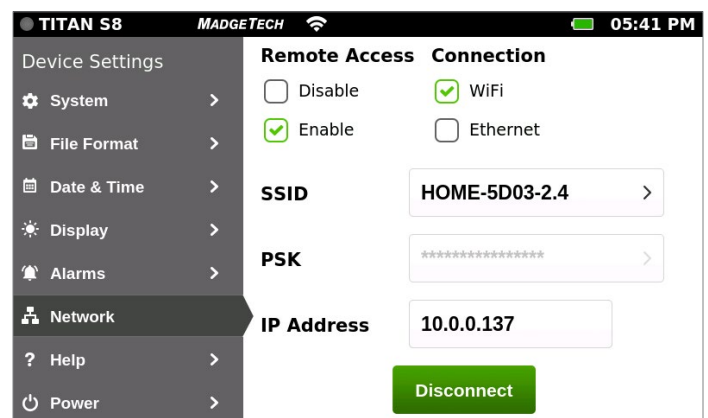 TITAN S8 MADGETECH 05:41 PM
Device Settings
System
File Format
Date & Time
Display
Alarms
Network
? Help
Power
Remote Access Connection
Disable WiFi
Enable Ethernet
SSID HOME-5D03-2.4
PSK ****************
IP Address 10.0.0.137
Disconnect